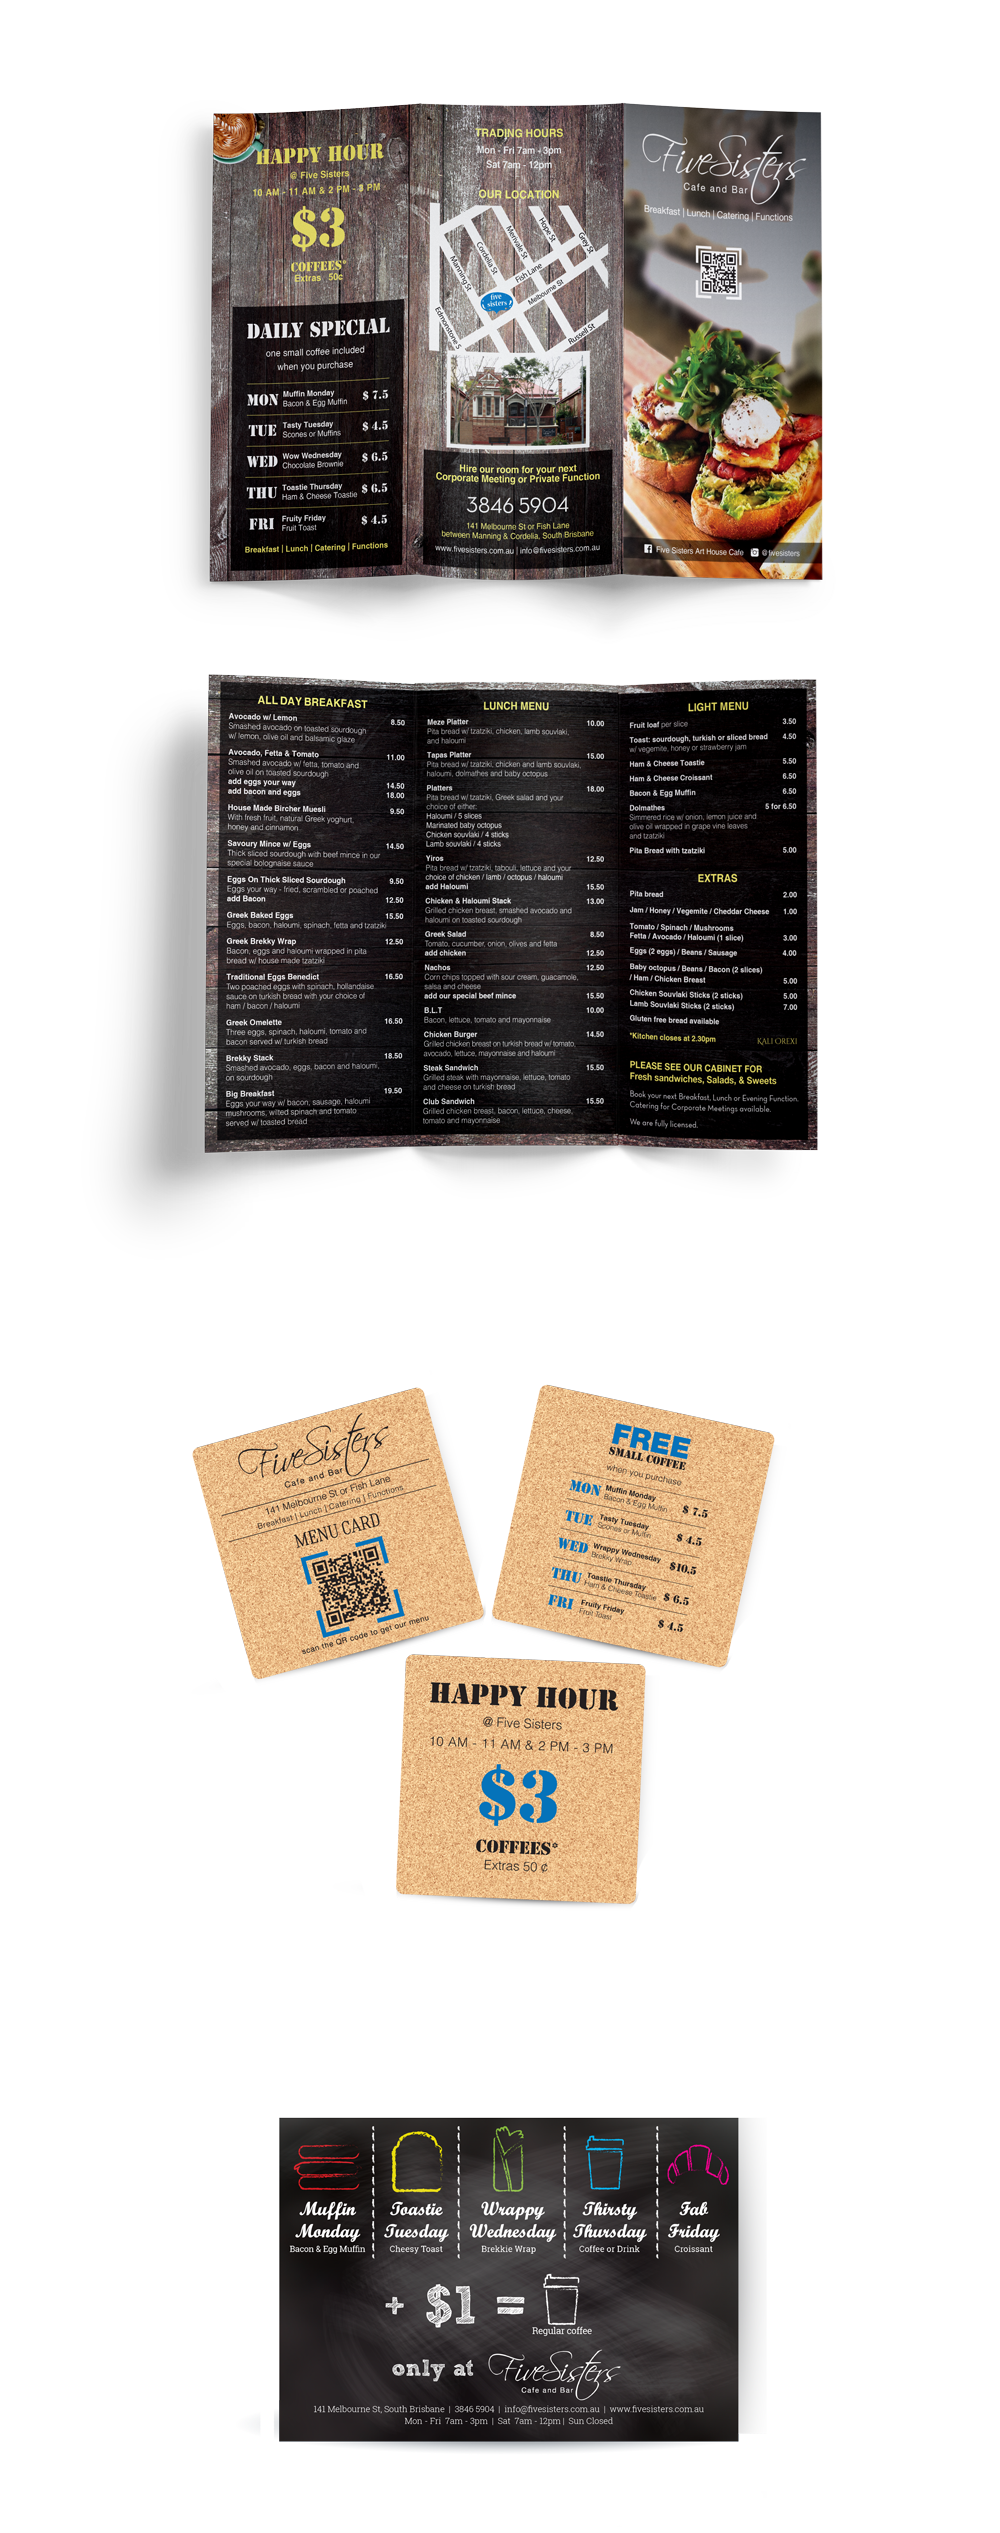 HAPPY HOUR
@ Five Sisters
10 AM - 11 AM & 2 PM - 3 PM
$3
COFFEES*
Extras 50c
DAILY SPECIAL
one small coffee included
when you purchase
MON Muffin Monday $ 7.5
Bacon & Egg Muffin
TUE Tasty Tuesday $ 4.5
Scones or Muffins
WED Wow Wednesday $ 6.5
Chocolate Brownie
THU Toastie Thursday $ 6.5
Ham & Cheese Toastie
FRI Fruity Friday $ 4.5
Fruit Toast
Breakfast | Lunch | Catering | Functions
TRADING HOURS
Mon - Fri 7am - 3pm
Sat 7am - 12pm
OUR LOCATION
Grey St
Hope St
Merivale St
Cordelia St
Manning St
Fish Lane
Melbourne St
Edmondstone S
Russell St
five
sisters
Hire our room for your next
Corporate Meeting or Private Function
3846 5904
141 Melbourne St or Fish Lane
between Manning & Cordelia, South Brisbane
www.fivesisters.com.au | info@fivesisters.com.au
FiveSisters
Cafe and Bar
Breakfast | Lunch | Catering | Functions
Five Sisters Art House Cafe @fivesisters
ALL DAY BREAKFAST
Avocado w/ Lemon 8.50
Smashed avocado on toasted sourdough
w/ lemon, olive oil and balsamic glaze
Avocado, Fetta & Tomato 11.00
Smashed avocado w/ fetta, tomato and
olive oil on toasted sourdough
add eggs your way 14.50
add bacon and eggs 18.00
House Made Bircher Muesli 9.50
With fresh fruit, natural Greek yoghurt,
honey and cinnamon
Savoury Mince w/ Eggs 14.50
Thick sliced sourdough with beef mince in our
special bolognaise sauce
Eggs On Thick Sliced Sourdough 9.50
Eggs your way - fried, scrambled or poached
add Bacon 12.50
Greek Baked Eggs 15.50
Eggs, bacon, haloumi, spinach, fetta and tzatziki
Greek Brekky Wrap 12.50
Bacon, eggs and haloumi wrapped in pita
bread w/ house made tzatziki
Traditional Eggs Benedict 16.50
Two poached eggs with spinach, hollandaise
sauce on turkish bread with your choice of
ham / bacon / haloumi
Greek Omelette 16.50
Three eggs, spinach, haloumi, tomato and
bacon served w/ turkish bread
Brekky Stack 18.50
Smashed avocado, eggs, bacon and haloumi,
on sourdough
Big Breakfast 19.50
Eggs your way w/ bacon, sausage, haloumi
mushrooms, wilted spinach and tomato
served w/ toasted bread
LUNCH MENU
Meze Platter 10.00
Pita bread w/ tzatziki, chicken, lamb souvlaki,
and haloumi
Tapas Platter 15.00
Pita bread w/ tzatziki, chicken and lamb souvlaki,
haloumi, dolmathes and baby octopus
Platters 18.00
Pita bread w/ tzatziki, Greek salad and your
choice of either:
Haloumi / 5 slices
Marinated baby octopus
Chicken souvlaki / 4 sticks
Lamb souvlaki / 4 sticks
Yiros 12.50
Pita bread w/ tzatziki, tabouli, lettuce and your
choice of chicken / lamb / octopus / haloumi
add Haloumi 15.50
Chicken & Haloumi Stack 13.00
Grilled chicken breast, smashed avocado and
haloumi on toasted sourdough
Greek Salad 8.50
Tomato, cucumber, onion, olives and fetta
add chicken 12.50
Nachos 12.50
Corn chips topped with sour cream, guacamole,
salsa and cheese
add our special beef mince 15.50
B.L.T 10.00
Bacon, lettuce, tomato and mayonnaise
Chicken Burger 14.50
Grilled chicken breast on turkish bread w/ tomato,
avocado, lettuce, mayonnaise and haloumi
Steak Sandwich 15.50
Grilled steak with mayonnaise, lettuce, tomato
and cheese on turkish bread
Club Sandwich 15.50
Grilled chicken breast, bacon, lettuce, cheese,
tomato and mayonnaise
LIGHT MENU
Fruit loaf per slice 3.50
Toast: sourdough, turkish or sliced bread 4.50
w/ vegemite, honey or strawberry jam
Ham & Cheese Toastie 5.50
Ham & Cheese Croissant 6.50
Bacon & Egg Muffin 6.50
Dolmathes 5 for 6.50
Simmered rice w/ onion, lemon juice and
olive oil wrapped in grape vine leaves
and tzatziki
Pita Bread with tzatziki 5.00
EXTRAS
Pita bread 2.00
Jam / Honey / Vegemite / Cheddar Cheese 1.00
Tomato / Spinach / Mushrooms
Fetta / Avocado / Haloumi (1 slice) 3.00
Eggs (2 eggs) / Beans / Sausage 4.00
Baby octopus / Beans / Bacon (2 slices)
/ Ham / Chicken Breast 5.00
Chicken Souvlaki Sticks (2 sticks) 5.00
Lamb Souvlaki Sticks (2 sticks) 7.00
Gluten free bread available
*Kitchen closes at 2.30pm KALI OREXI
PLEASE SEE OUR CABINET FOR
Fresh sandwiches, Salads, & Sweets
Book your next Breakfast, Lunch or Evening Function.
Catering for Corporate Meetings available.
We are fully licensed.
FiveSisters
Cafe and Bar
141 Melbourne St or Fish Lane
Breakfast | Lunch | Catering | Functions
MENU CARD
scan the QR code to get our menu
FREE
SMALL COFFEE
when you purchase
MON Muffin Monday $ 7.5
Bacon & Egg Muffin
TUE Tasty Tuesday $ 4.5
Scones or Muffin
WED Wrappy Wednesday $10,5
Brekky Wrap
THU Toastie Thursday $ 6.5
Ham & Cheese Toastie
FRI Fruity Friday $ 4.5
Fruit Toast
HAPPY HOUR
@ Five Sisters
10 AM - 11 AM & 2 PM - 3 PM
$3
COFFEES*
Extras 50 ¢
Muffin Monday
Bacon & Egg Muffin
Toastie Tuesday
Cheesy Toast
Wrappy Wednesday
Brekkie Wrap
Thirsty Thursday
Coffee or Drink
Fab Friday
Croissant
+ $1 =
Regular coffee
only at FiveSisters
Cafe and Bar
141 Melbourne St, South Brisbane | 3846 5904 | info@fivesisters.com.au | www.fivesisters.com.au
Mon - Fri 7am - 3pm | Sat 7am - 12pm | Sun Closed